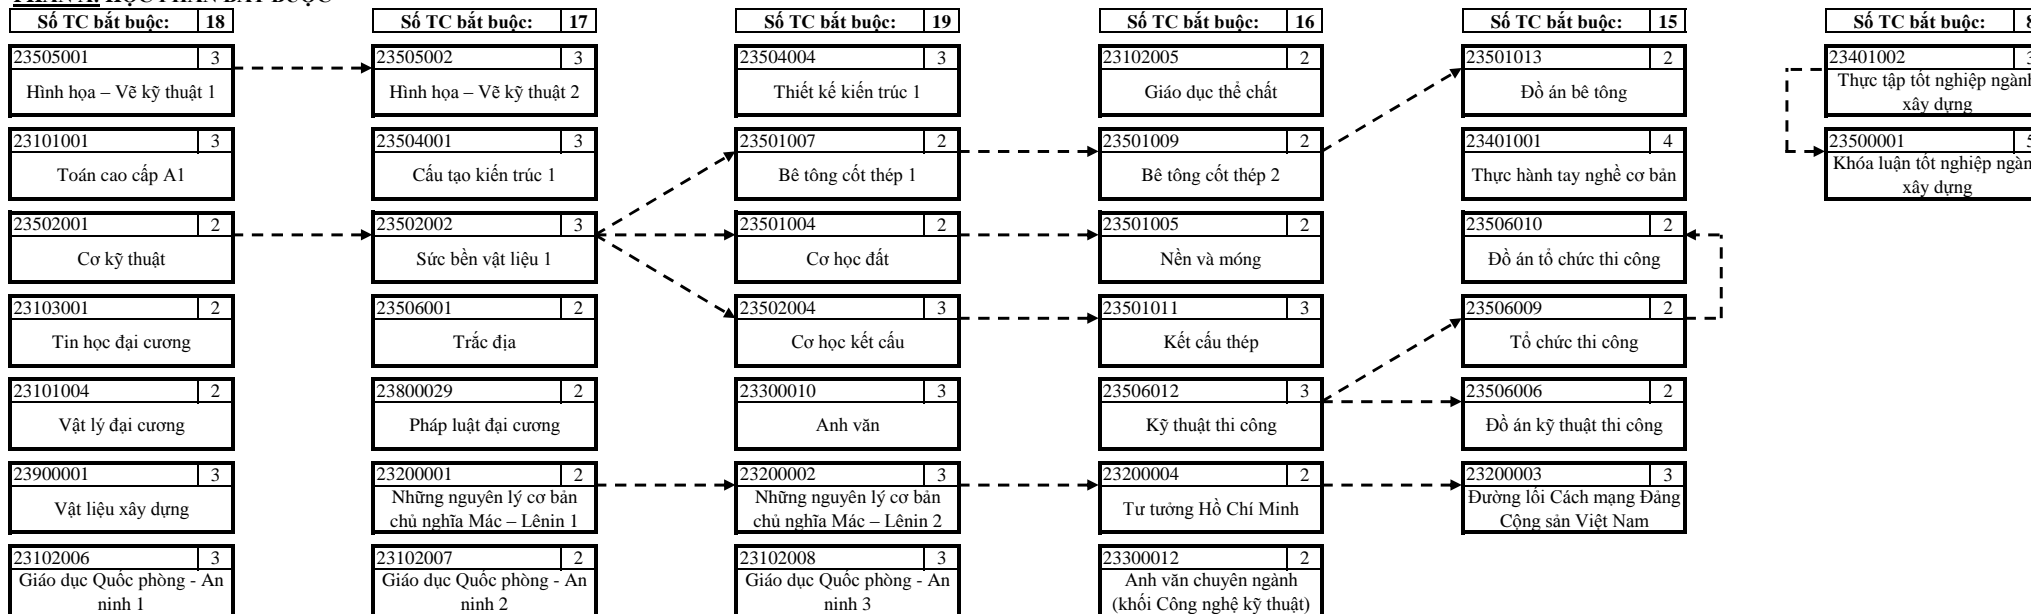 PHẦN A: HỌC PHẦN BẮT BUỘC
Số TC bắt buộc: 18
23505001 3
Hình họa – Vẽ kỹ thuật 1
23101001 3
Toán cao cấp A1
23502001 2
Cơ kỹ thuật
23103001 2
Tin học đại cương
23101004 2
Vật lý đại cương
23900001 3
Vật liệu xây dựng
23102006 3
Giáo dục Quốc phòng - An
ninh 1
Số TC bắt buộc: 17
23505002 3
Hình họa – Vẽ kỹ thuật 2
23504001 3
Cấu tạo kiến trúc 1
23502002 3
Sức bền vật liệu 1
23506001 2
Trắc địa
23800029 2
Pháp luật đại cương
23200001 2
Những nguyên lý cơ bản
chủ nghĩa Mác – Lênin 1
23102007 2
Giáo dục Quốc phòng - An
ninh 2
Số TC bắt buộc: 19
23504004 3
Thiết kế kiến trúc 1
23501007 2
Bê tông cốt thép 1
23501004 2
Cơ học đất
23502004 3
Cơ học kết cấu
23300010 3
Anh văn
23200002 3
Những nguyên lý cơ bản
chủ nghĩa Mác – Lênin 2
23102008 3
Giáo dục Quốc phòng - An
ninh 3
Số TC bắt buộc: 16
23102005 2
Giáo dục thể chất
23501009 2
Bê tông cốt thép 2
23501005 2
Nền và móng
23501011 3
Kết cấu thép
23506012 3
Kỹ thuật thi công
23200004 2
Tư tưởng Hồ Chí Minh
23300012 2
Anh văn chuyên ngành
(khối Công nghệ kỹ thuật)
Số TC bắt buộc: 15
23501013 2
Đồ án bê tông
23401001 4
Thực hành tay nghề cơ bản
23506010 2
Đồ án tổ chức thi công
23506009 2
Tổ chức thi công
23506006 2
Đồ án kỹ thuật thi công
23200003 3
Đường lối Cách mạng Đảng
Cộng sản Việt Nam
Số TC bắt buộc: 8
23401002 3
Thực tập tốt nghiệp ngành
xây dựng
23500001 5
Khóa luận tốt nghiệp ngàn
xây dựng